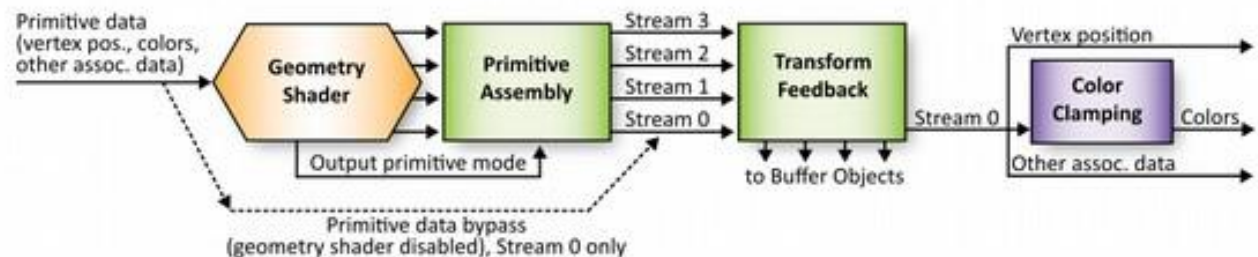 Primitive data
(vertex pos., colors,
other assoc. data)
Geometry
Shader
Primitive
Assembly
Output primitive mode
Stream 3
Stream 2
Stream 1
Stream 0
Transform
Feedback
to Buffer Objects
Primitive data bypass
(geometry shader disabled), Stream 0 only
Stream 0
Vertex position
Color
Clamping
Colors
Other assoc. data